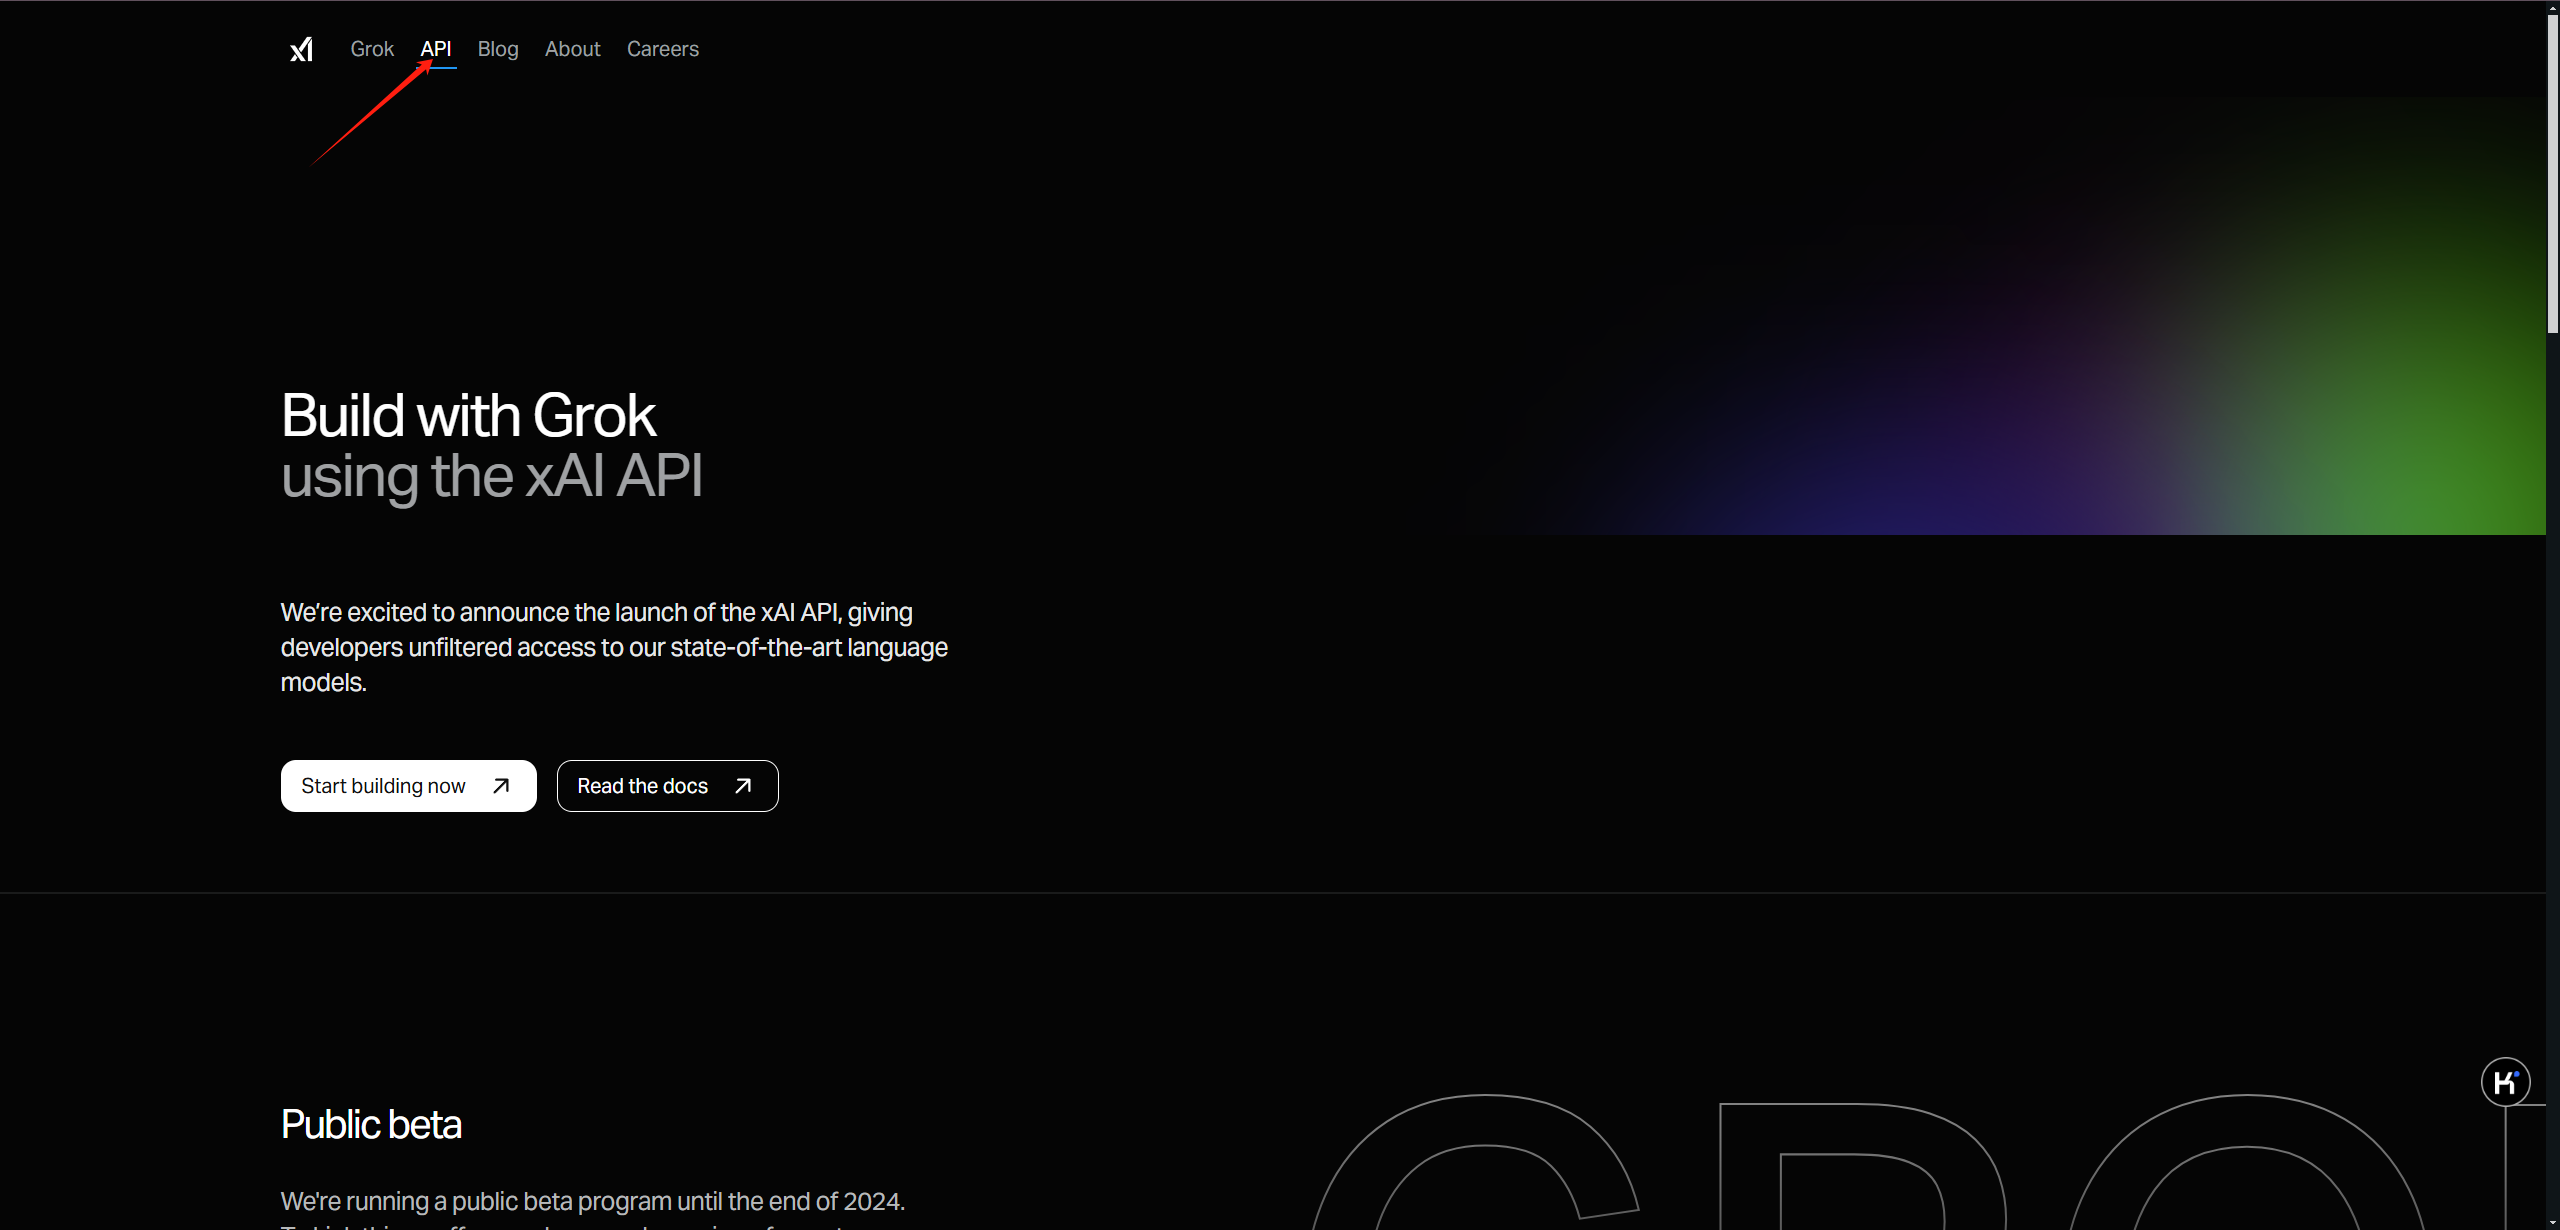 xI
Grok API Blog About Careers
Build with Grok
using the xAI API
We're excited to announce the launch of the xAI API, giving
developers unfiltered access to our state-of-the-art language
models.
Start building now
Read the docs
Public beta
We're running a public beta program until the end of 2024.